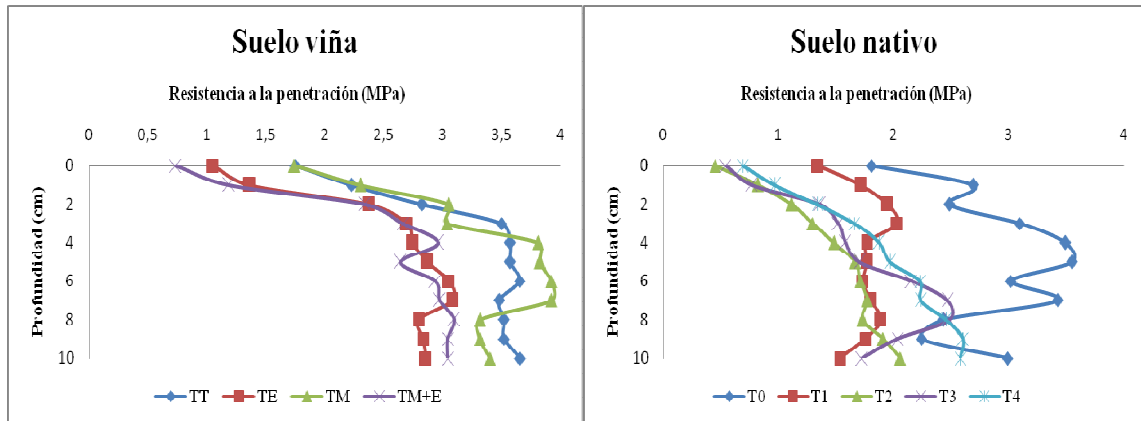 Suelo viña
Resistencia a la penetración (MPa)
0 0,5 1 1,5 2 2,5 3 3,5 4
Profundidad (cm)
0
2
4
6
8
10
TT TE TM TM+E
Suelo nativo
Resistencia a la penetración (MPa)
0 1 2 3 4
Profundidad (cm)
0
2
4
6
8
10
T0 T1 T2 T3 T4